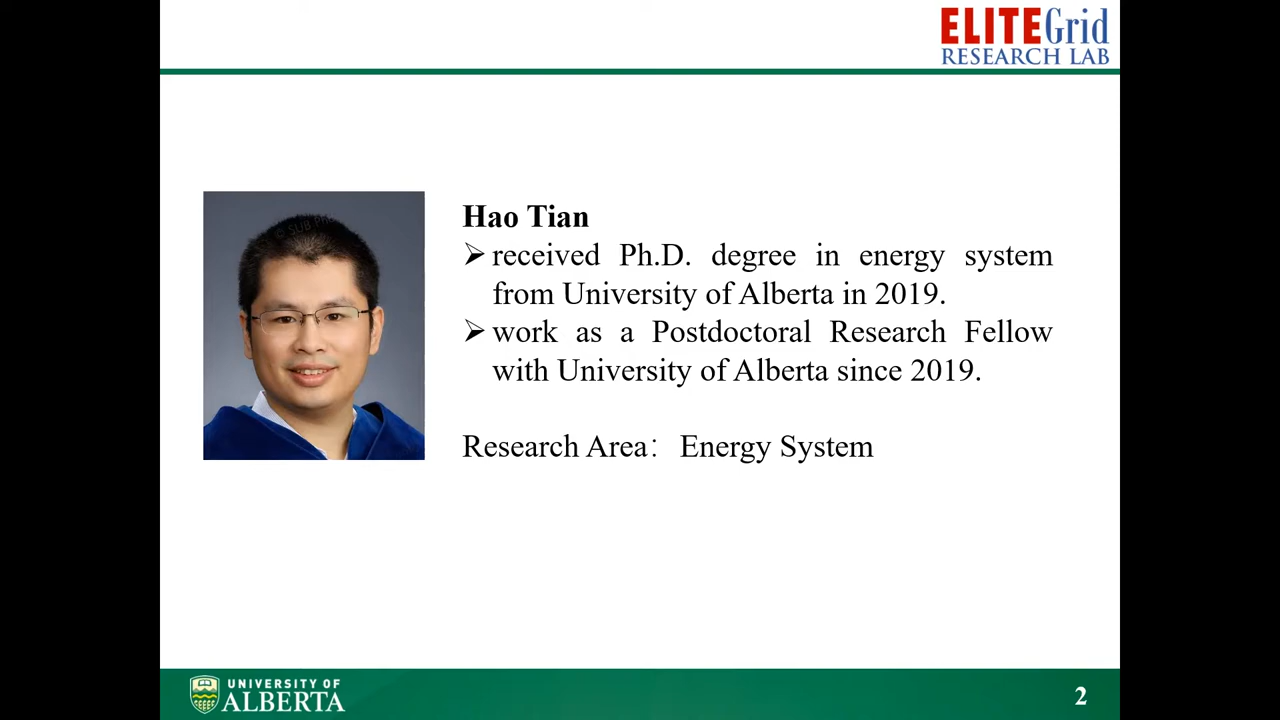 ELITEGrid
RESEARCH LAB
Hao Tian
➢ received Ph.D. degree in energy system
from University of Alberta in 2019.
➢ work as a Postdoctoral Research Fellow
with University of Alberta since 2019.
Research Area： Energy System
UNIVERSITY OF
ALBERTA
2